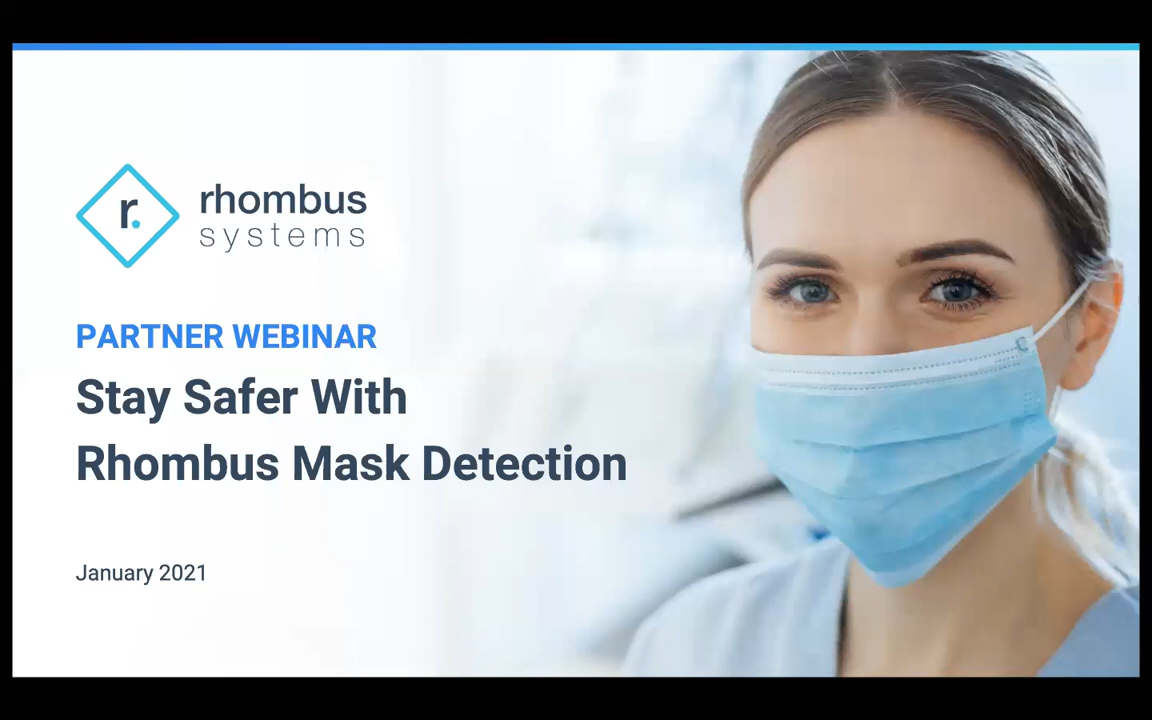 r.
rhombus
systems
PARTNER WEBINAR
Stay Safer With
Rhombus Mask Detection
January 2021